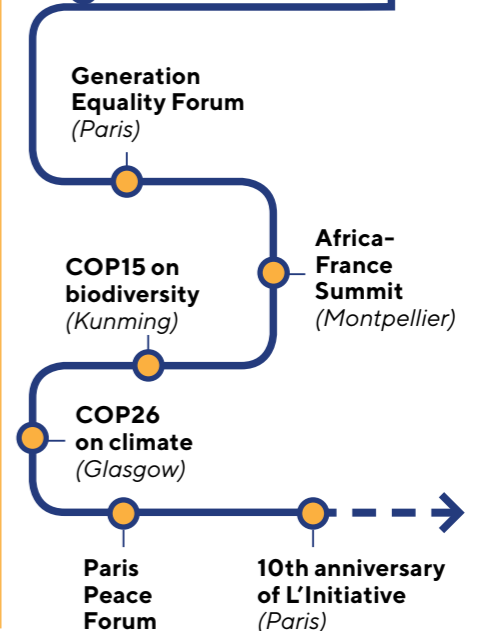 Generation
Equality Forum
(Paris)
Africa-
France
Summit
(Montpellier)
COP15 on
biodiversity
(Kunming)
COP26
on climate
(Glasgow)
Paris
Peace
Forum
10th anniversary
of L'Initiative
(Paris)